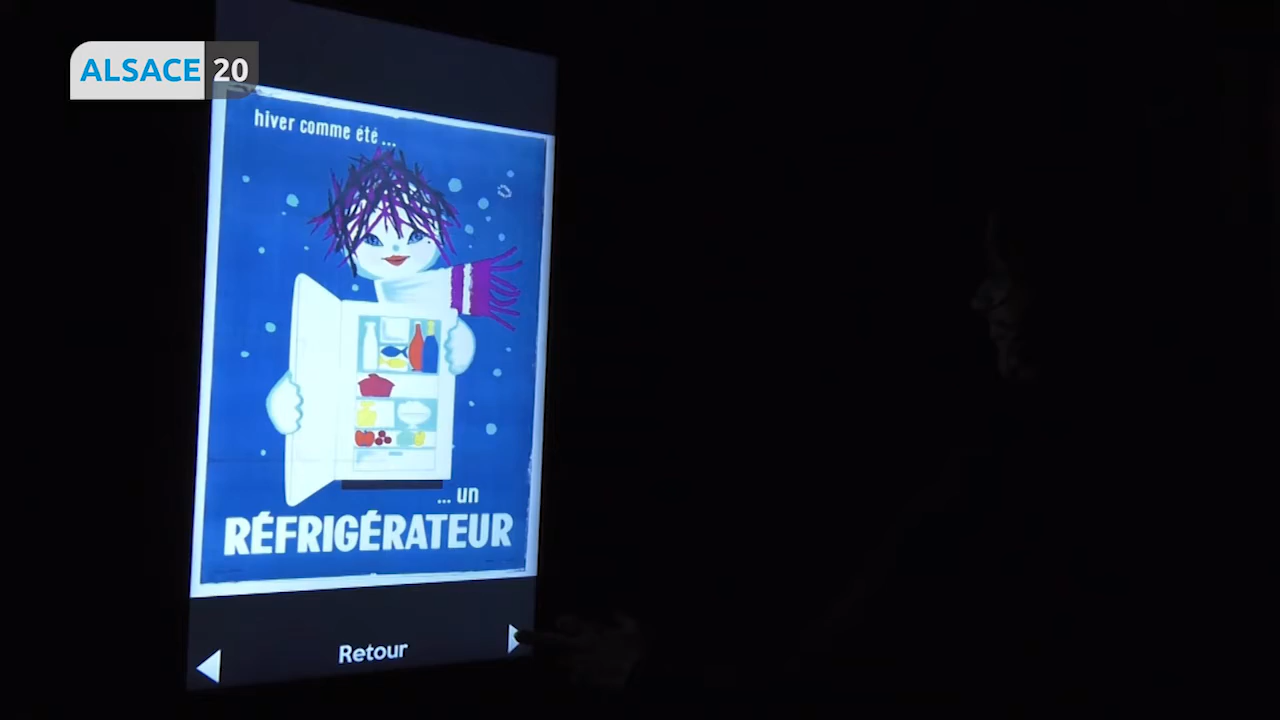 ALSACE 20
hiver comme été ...
... un
RÉFRIGÉRATEUR
Retour